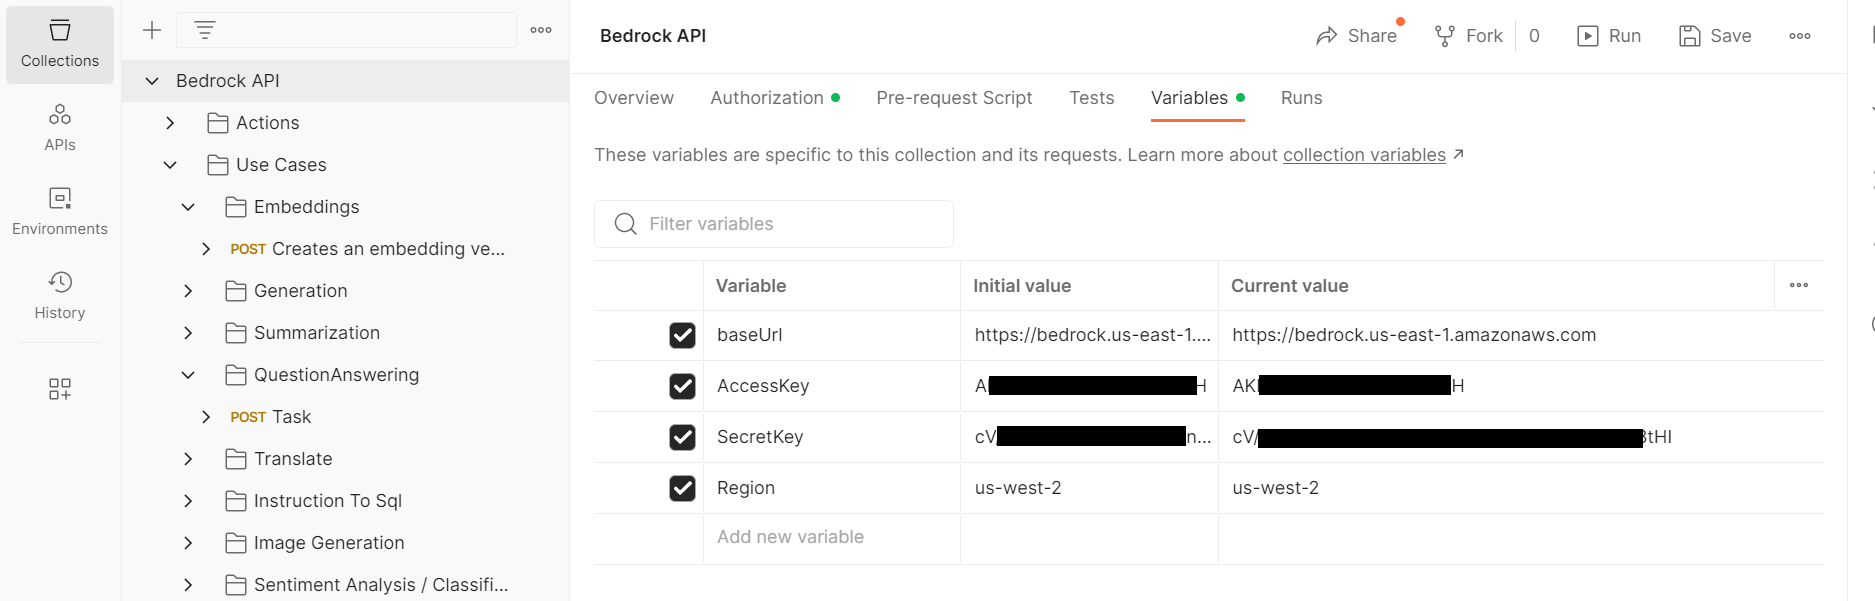 Collections
APIs
Environments
History
Bedrock API
Actions
Use Cases
Embeddings
POST Creates an embedding ve...
Generation
Summarization
QuestionAnswering
POST Task
Translate
Instruction To Sql
Image Generation
Sentiment Analysis / Classifi...
Bedrock API
Share
Fork 0
Run
Save
Overview Authorization Pre-request Script Tests Variables Runs
These variables are specific to this collection and its requests. Learn more about collection variables ↗
Filter variables
Variable Initial value Current value
baseUrl https://bedrock.us-east-1.... https://bedrock.us-east-1.amazonaws.com
AccessKey A H AK H
SecretKey cV n... cV/ tHI
Region us-west-2 us-west-2
Add new variable